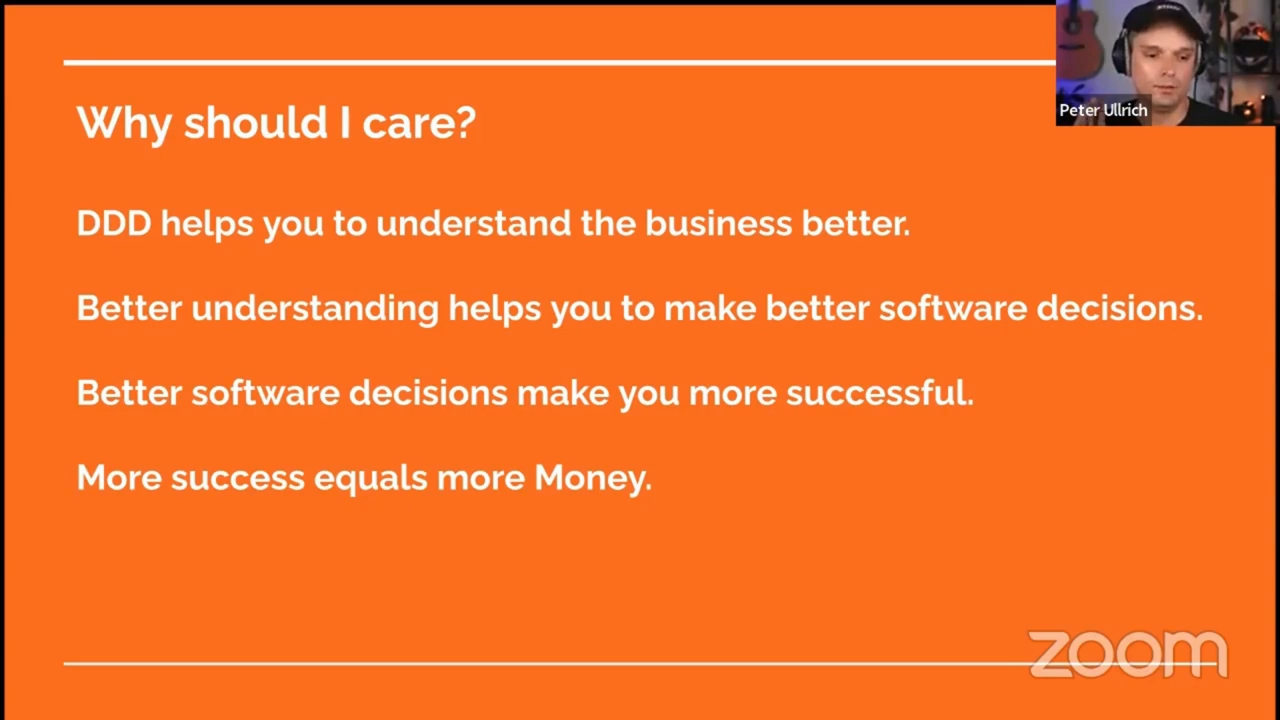 Why should I care?
Peter Ullrich
DDD helps you to understand the business better.
Better understanding helps you to make better software decisions.
Better software decisions make you more successful.
More success equals more Money.
zoom